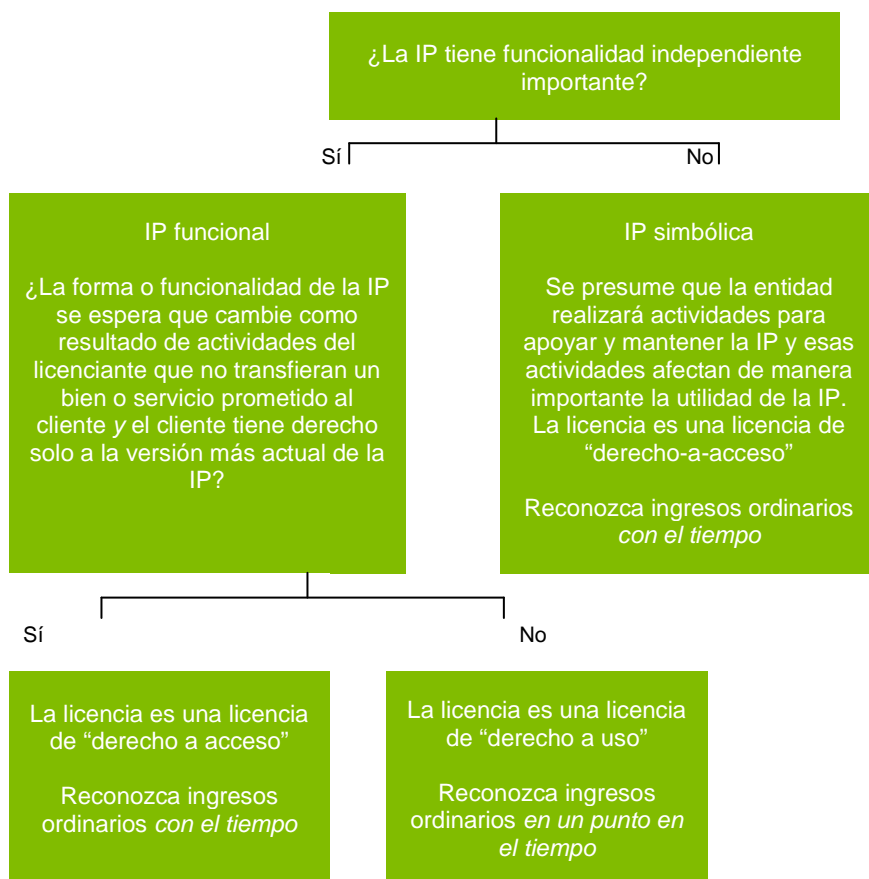 ¿La IP tiene funcionalidad independiente
importante?
Sí
No
IP funcional
¿La forma o funcionalidad de la IP
se espera que cambie como
resultado de actividades del
licenciante que no transfieran un
bien o servicio prometido al
cliente y el cliente tiene derecho
solo a la versión más actual de la
IP?
IP simbólica
Se presume que la entidad
realizará actividades para
apoyar y mantener la IP y esas
actividades afectan de manera
importante la utilidad de la IP.
La licencia es una licencia de
“derecho-a-acceso”
Reconozca ingresos ordinarios
con el tiempo
Sí
No
La licencia es una licencia
de “derecho a acceso”
Reconozca ingresos
ordinarios con el tiempo
La licencia es una licencia
de “derecho a uso”
Reconozca ingresos
ordinarios en un punto en
el tiempo